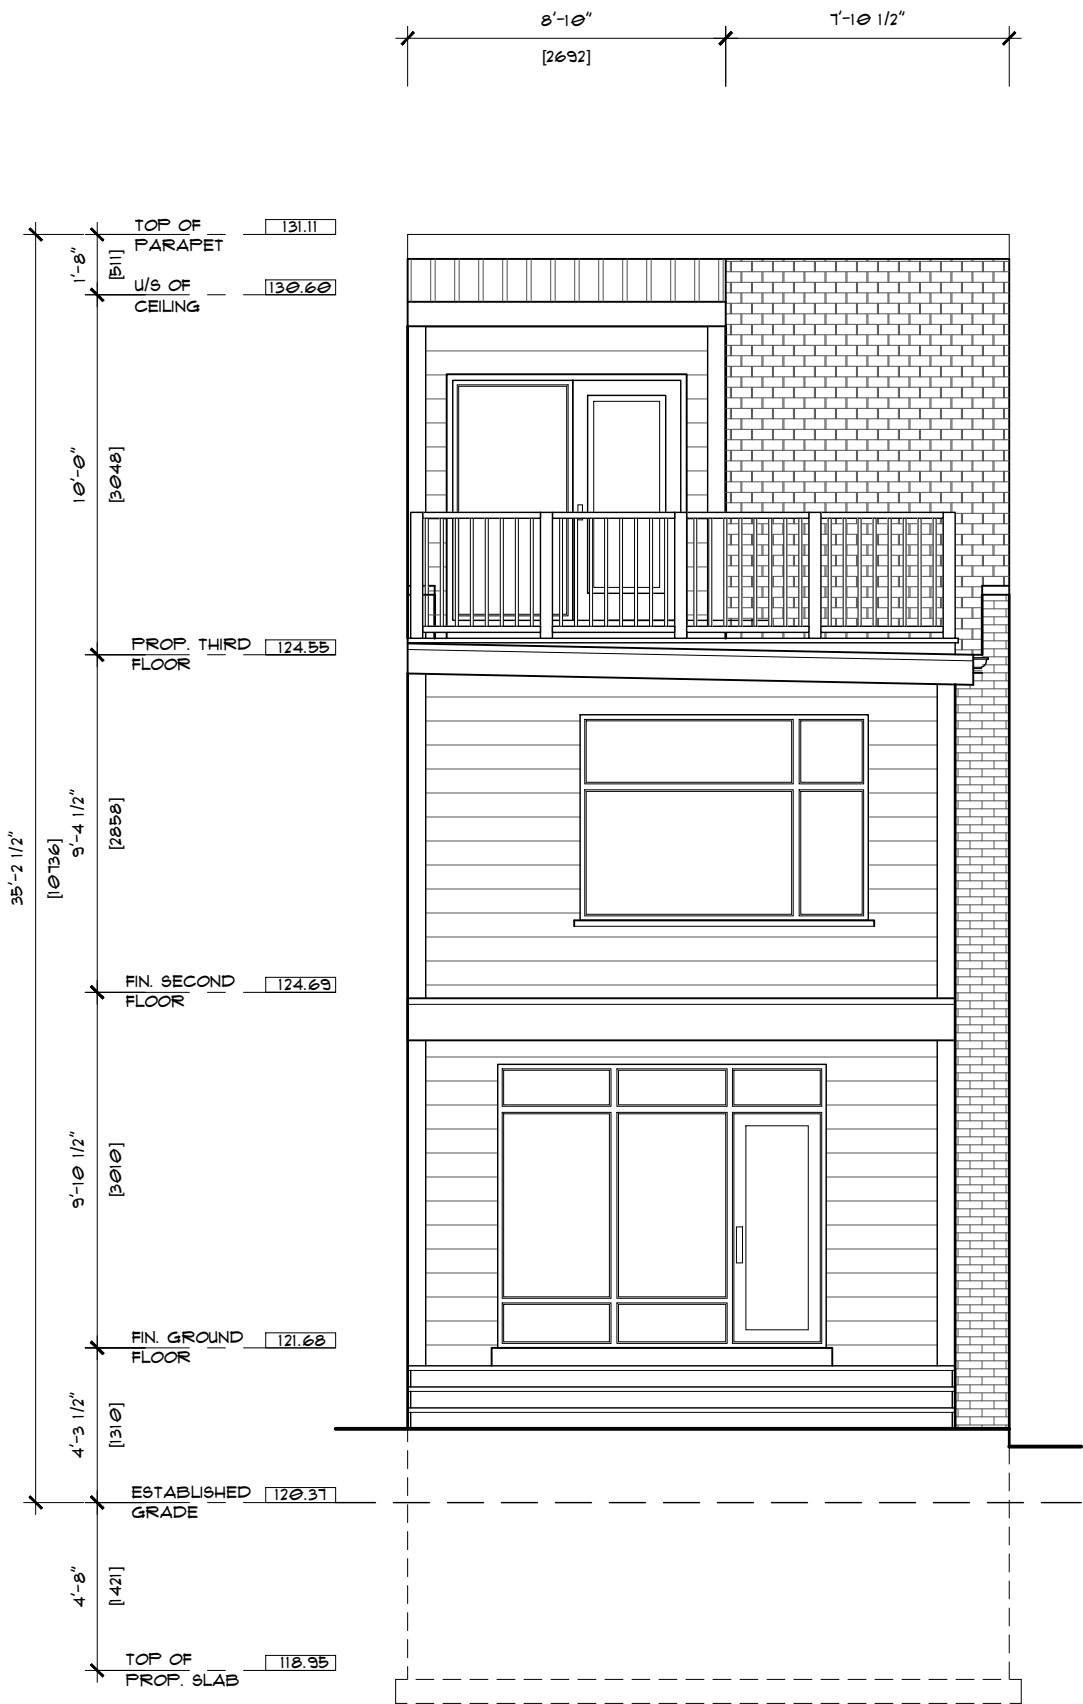 8'-10" 7'-10 1/2"
[2692]
TOP OF 131.11
PARAPET
1'-8"
[511]
U/S OF 130.60
CEILING
10'-0"
[3048]
PROP. THIRD 124.55
FLOOR
9'-4 1/2"
[2858]
35'-2 1/2"
[10736]
FIN. SECOND 124.69
FLOOR
9'-10 1/2"
[3010]
FIN. GROUND 121.68
FLOOR
4'-3 1/2"
[1310]
ESTABLISHED 120.37
GRADE
4'-8"
[1421]
TOP OF 118.95
PROP. SLAB